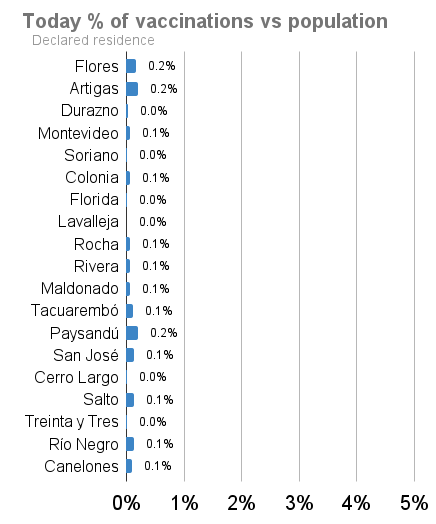 Today % of vaccinations vs population
Declared residence
Flores 0.2%
Artigas 0.2%
Durazno 0.0%
Montevideo 0.1%
Soriano 0.0%
Colonia 0.1%
Florida 0.0%
Lavalleja 0.0%
Rocha 0.1%
Rivera 0.1%
Maldonado 0.1%
Tacuarembó 0.1%
Paysandú 0.2%
San José 0.1%
Cerro Largo 0.0%
Salto 0.1%
Treinta y Tres 0.0%
Río Negro 0.1%
Canelones 0.1%
0% 1% 2% 3% 4% 5%